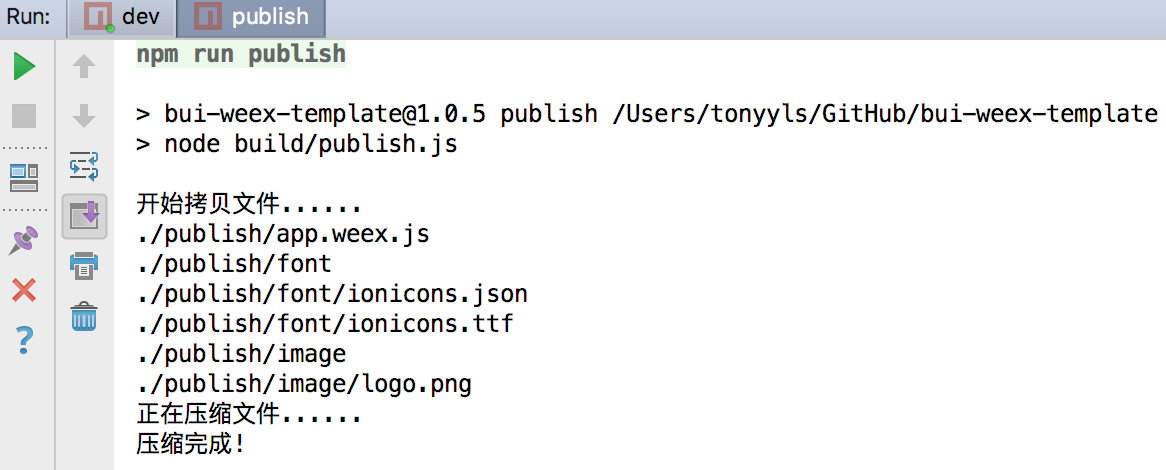 Run: dev publish
npm run publish
> bui-weex-template@1.0.5 publish /Users/tonyyls/GitHub/bui-weex-template
> node build/publish.js
开始拷贝文件......
./publish/app.weex.js
./publish/font
./publish/font/ionicons.json
./publish/font/ionicons.ttf
./publish/image
./publish/image/logo.png
正在压缩文件......
压缩完成!